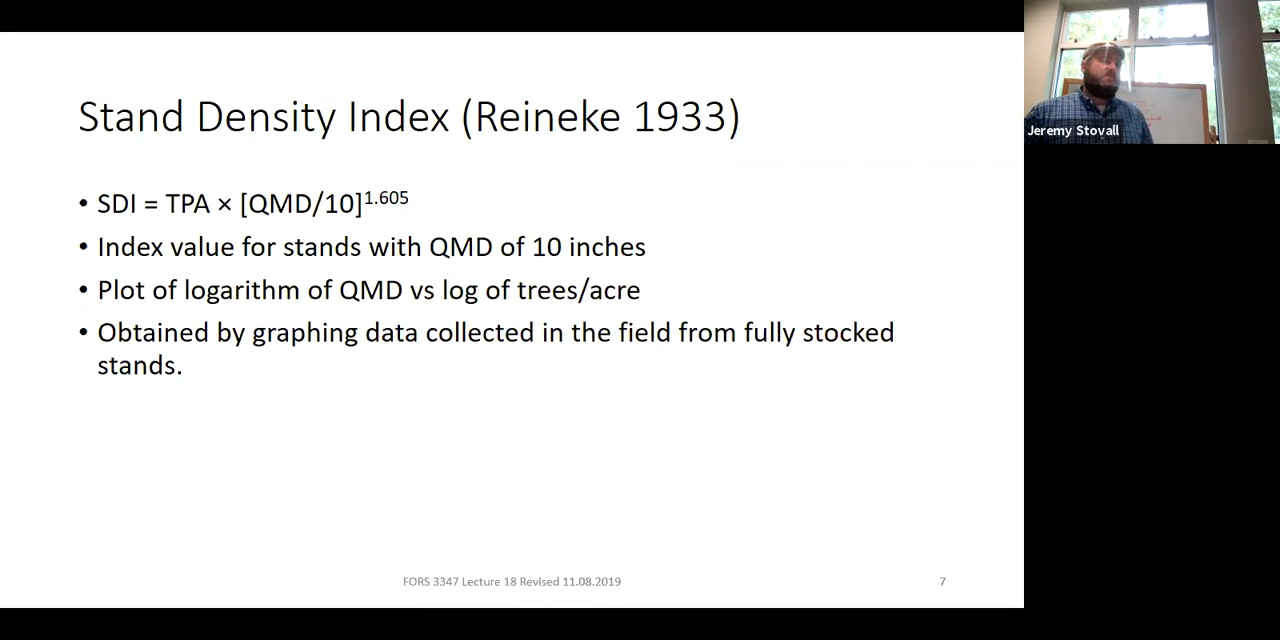 Stand Density Index (Reineke 1933)
• SDI = TPA × [QMD/10]^1.605
• Index value for stands with QMD of 10 inches
• Plot of logarithm of QMD vs log of trees/acre
• Obtained by graphing data collected in the field from fully stocked
stands.
FORS 3347 Lecture 18 Revised 11.08.2019
7
Jeremy Stovall